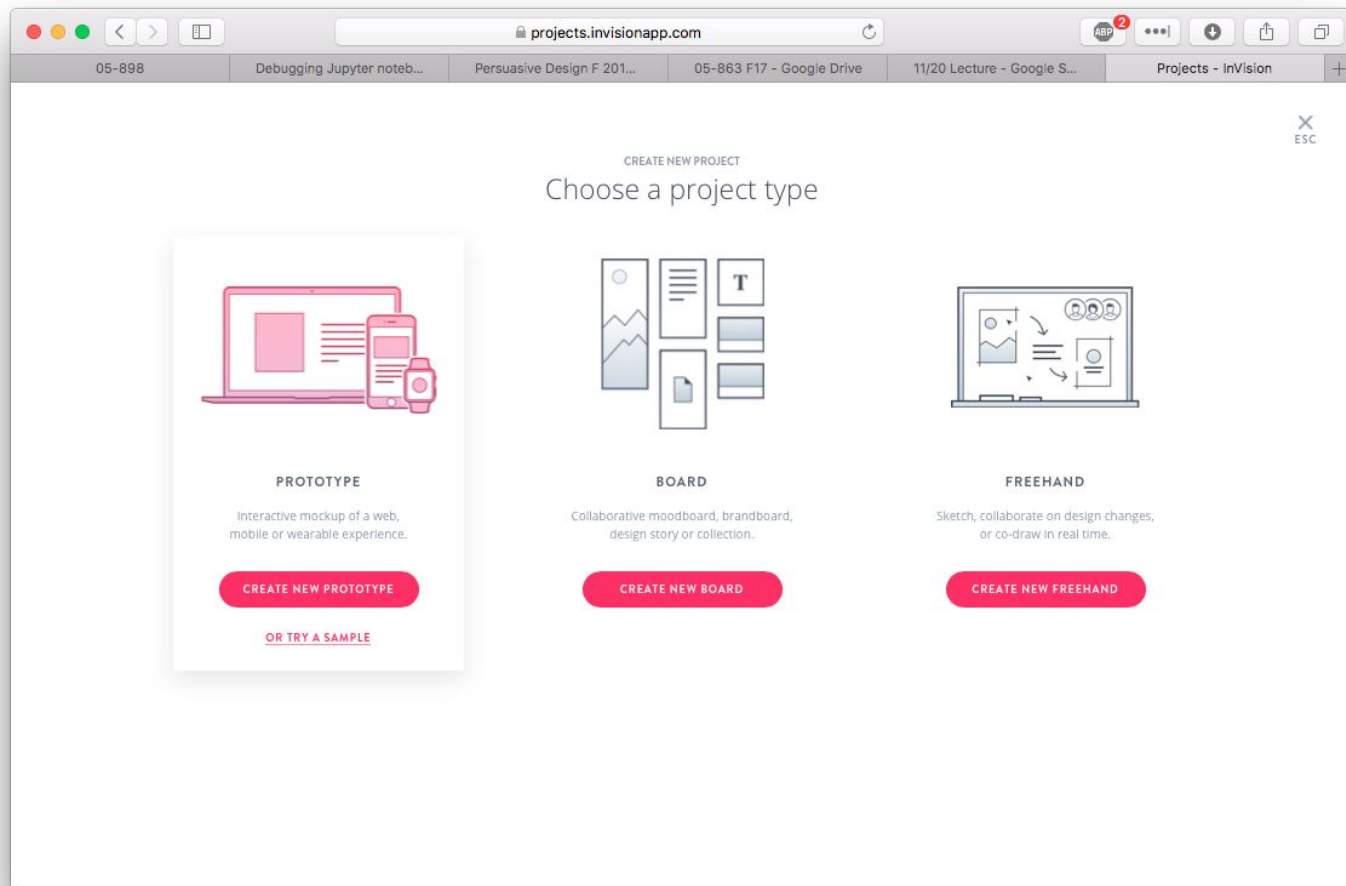 projects.invisionapp.com
ABP
2
05-898
Debugging Jupyter noteb...
Persuasive Design F 201...
05-863 F17 - Google Drive
11/20 Lecture - Google S...
Projects - InVision
ESC
CREATE NEW PROJECT
Choose a project type
T
PROTOTYPE
Interactive mockup of a web,
mobile or wearable experience.
CREATE NEW PROTOTYPE
OR TRY A SAMPLE
BOARD
Collaborative moodboard, brandboard,
design story or collection.
CREATE NEW BOARD
FREEHAND
Sketch, collaborate on design changes,
or co-draw in real time.
CREATE NEW FREEHAND